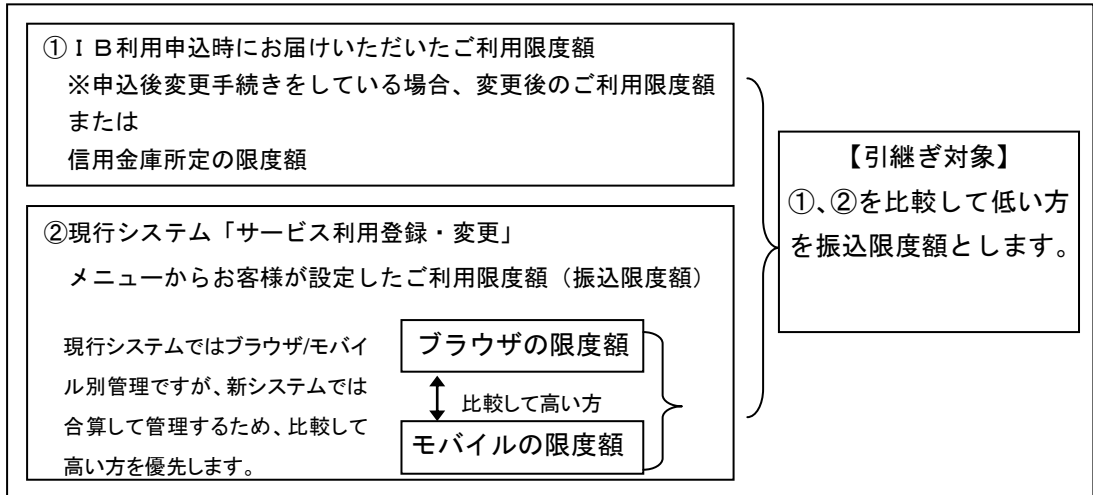 ①ＩＢ利用申込時にお届けいただいたご利用限度額
※申込後変更手続きをしている場合、変更後のご利用限度額
または
信用金庫所定の限度額
【引継ぎ対象】
①、②を比較して低い方
を振込限度額とします。
②現行システム「サービス利用登録・変更」
メニューからお客様が設定したご利用限度額（振込限度額）
現行システムではブラウザ/モバイ
ル別管理ですが、新システムでは
合算して管理するため、比較して
高い方を優先します。
ブラウザの限度額
比較して高い方
モバイルの限度額